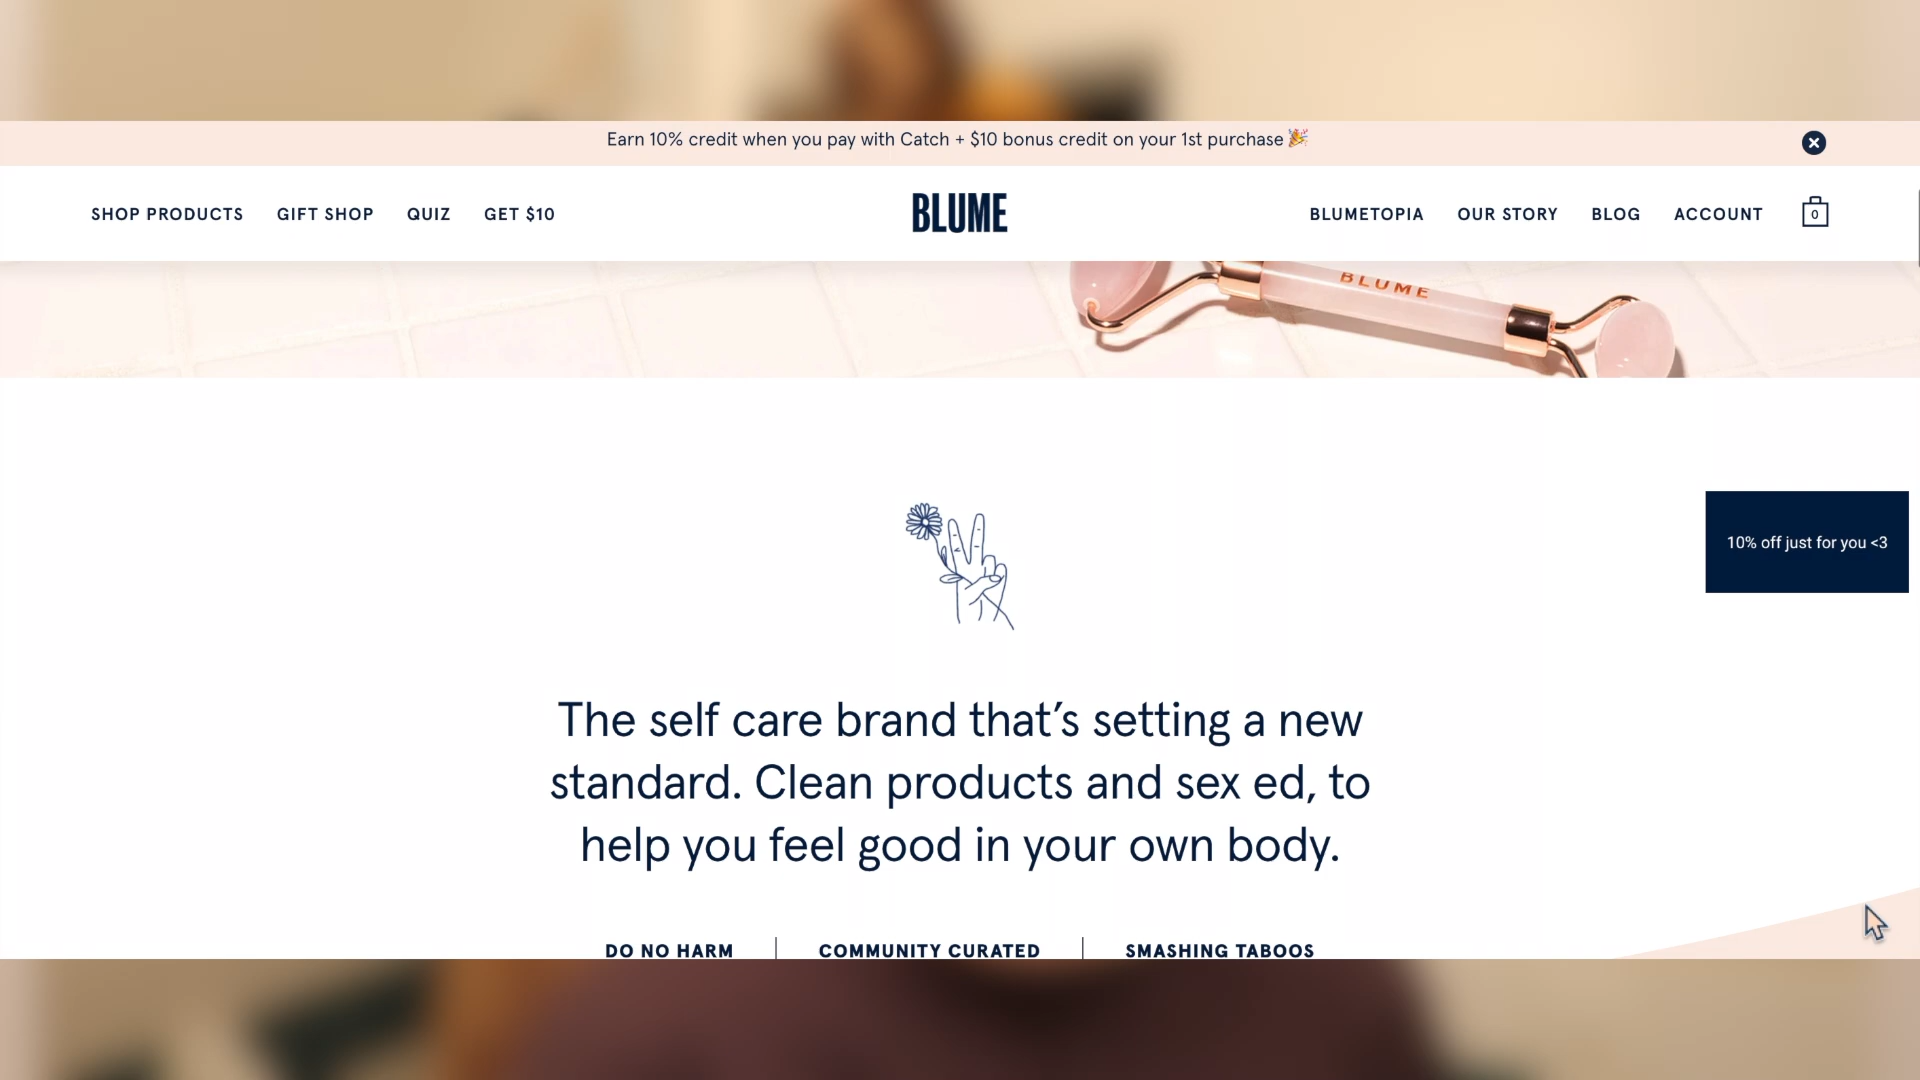 Earn 10% credit when you pay with Catch + $10 bonus credit on your 1st purchase 🎉
SHOP PRODUCTS GIFT SHOP QUIZ GET $10 BLUME BLUMETOPIA OUR STORY BLOG ACCOUNT 0
BLUME
10% off just for you <3
The self care brand that’s setting a new
standard. Clean products and sex ed, to
help you feel good in your own body.
DO NO HARM | COMMUNITY CURATED | SMASHING TABOOS